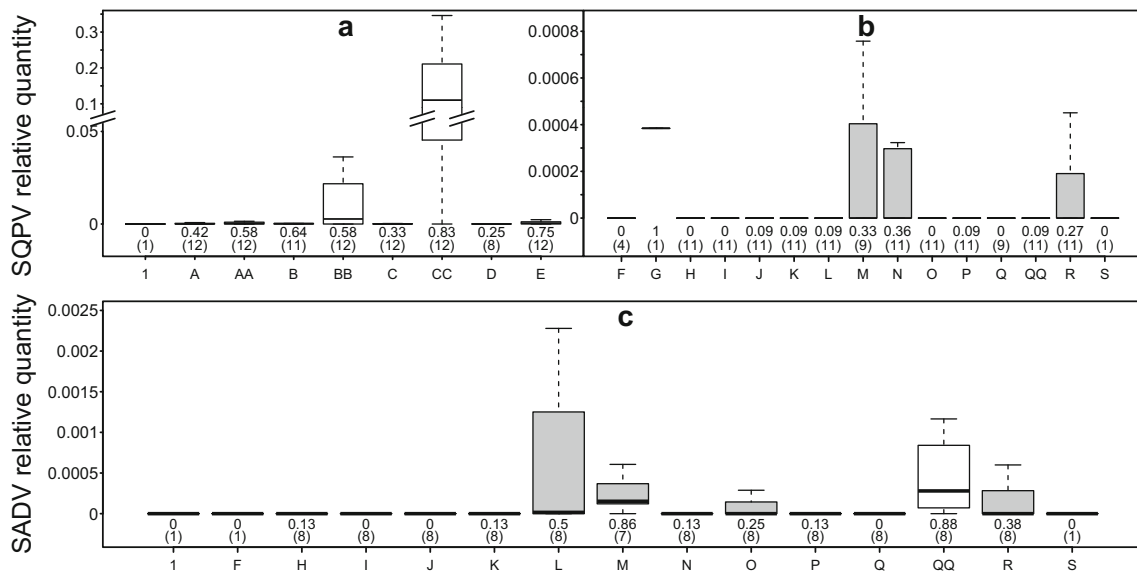 SQPV relative quantity
a
0.3
0.2
0.1
0.05
0
0 0.42 0.58 0.64 0.58 0.33 0.83 0.25 0.75
(1) (12) (12) (11) (12) (12) (12) (8) (12)
1 A AA B BB C CC D E
b
0.0008
0.0006
0.0004
0.0002
0
0 1 0 0 0.09 0.09 0.09 0.33 0.36 0 0.09 0 0.09 0.27 0
(4) (1) (11) (11) (11) (11) (11) (9) (11) (11) (11) (9) (11) (11) (1)
F G H I J K L M N O P Q QQ R S
SADV relative quantity
c
0.0025
0.002
0.0015
0.001
0.0005
0
0 0 0.13 0 0 0.13 0.5 0.86 0.13 0.25 0.13 0 0.88 0.38 0
(1) (1) (8) (8) (8) (8) (8) (7) (8) (8) (8) (8) (8) (8) (1)
1 F H I J K L M N O P Q QQ R S